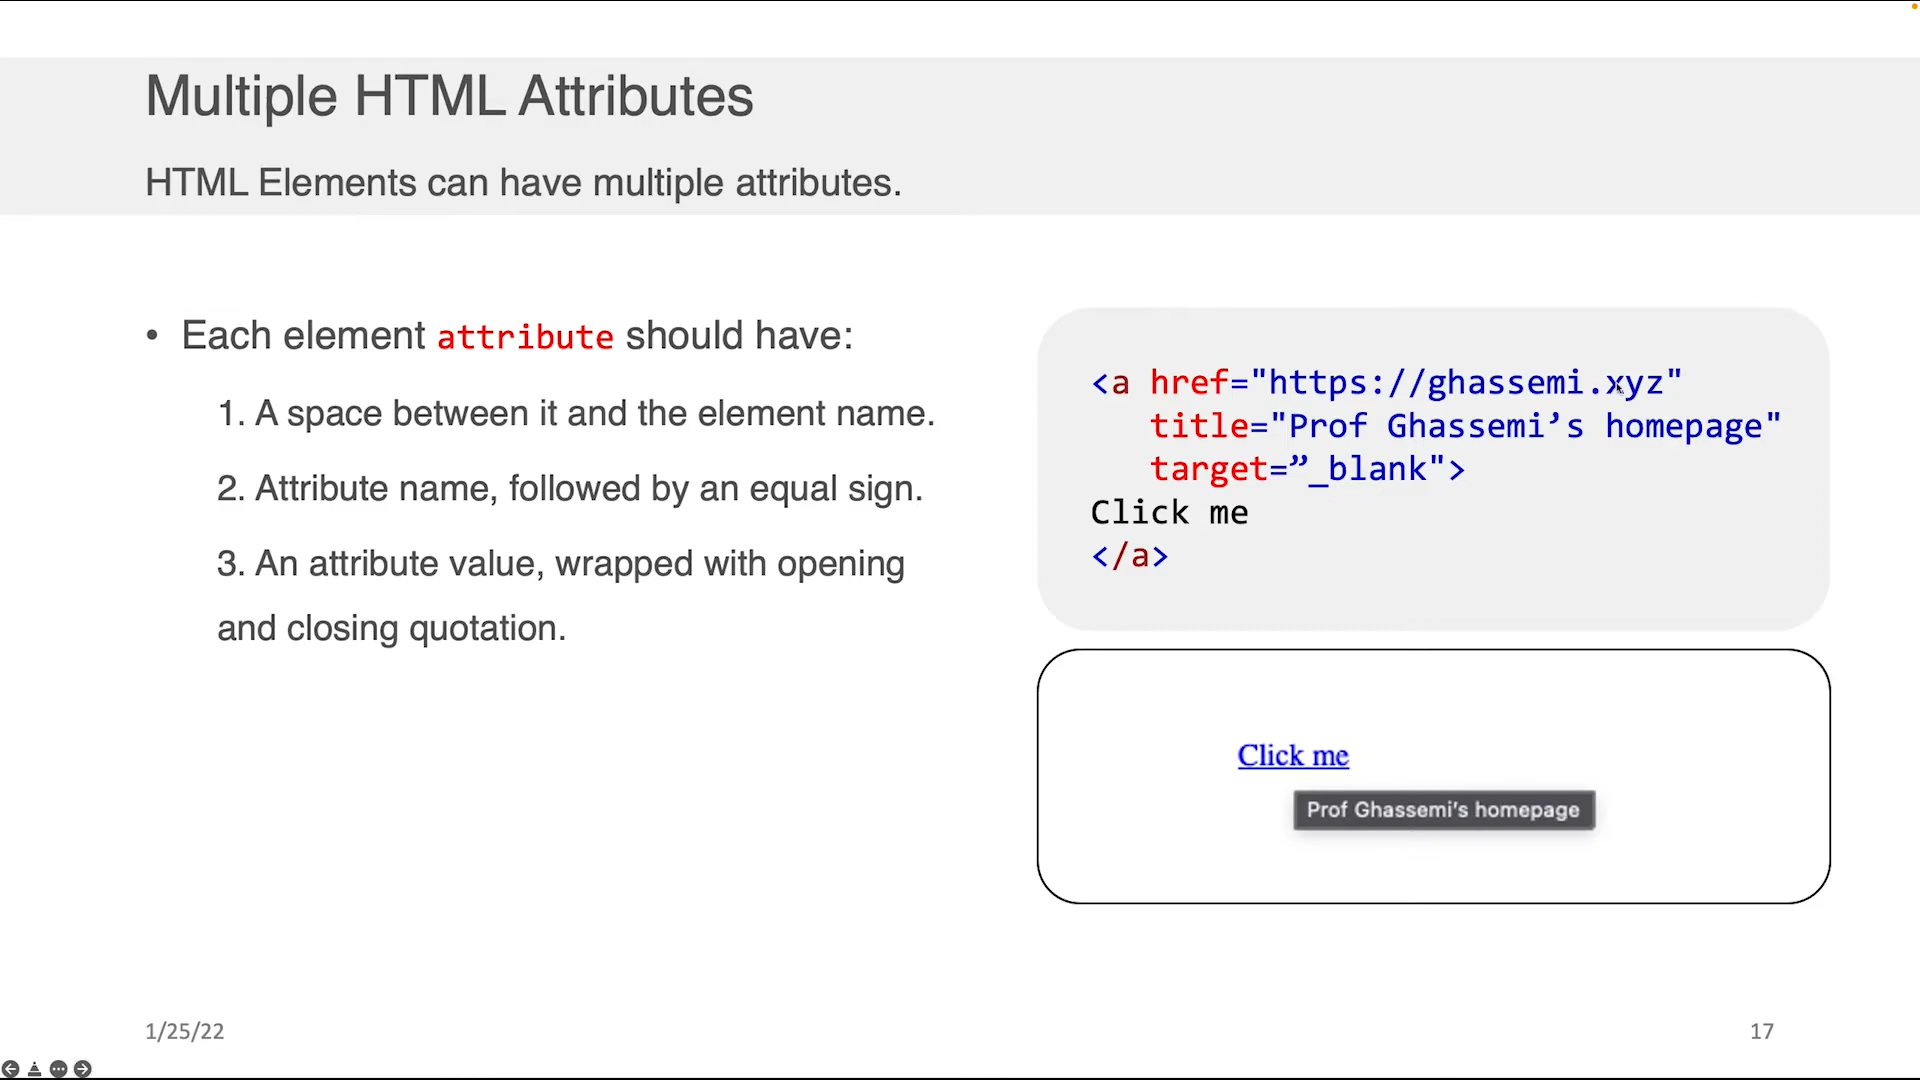 Multiple HTML Attributes
HTML Elements can have multiple attributes.
• Each element attribute should have:
1. A space between it and the element name.
2. Attribute name, followed by an equal sign.
3. An attribute value, wrapped with opening
and closing quotation.
<a href="https://ghassemi.xyz"
title="Prof Ghassemi’s homepage"
target=”_blank">
Click me
</a>
Click me
Prof Ghassemi’s homepage
1/25/22
17